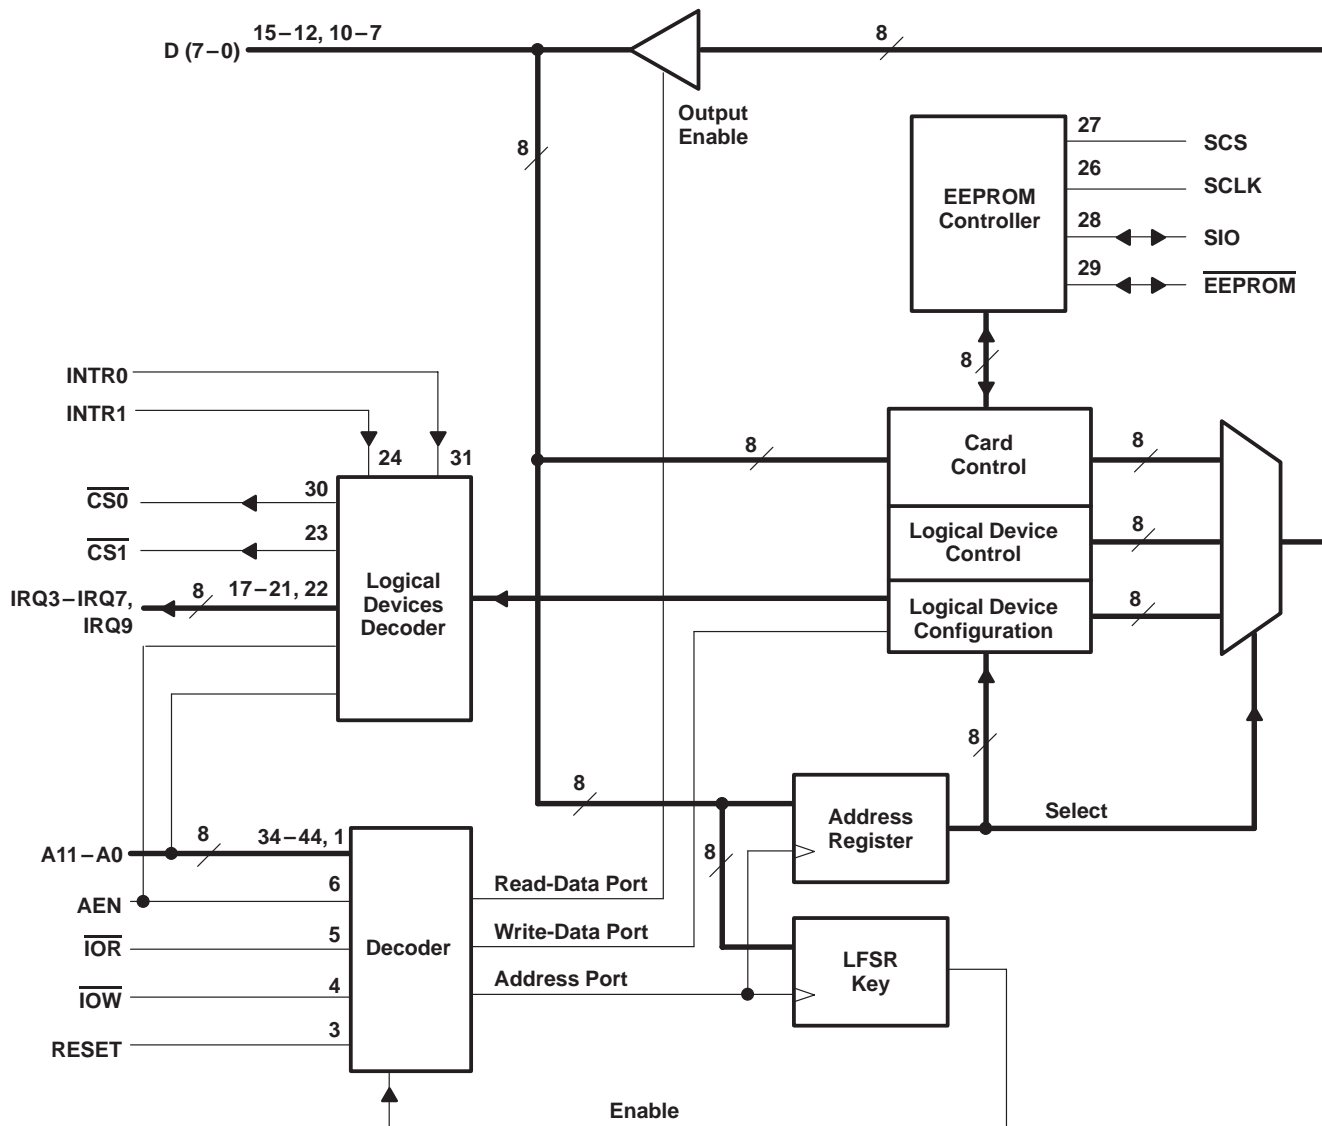 D (7–0)
15–12, 10–7
8
Output
Enable
8
EEPROM
Controller
27
SCS
26
SCLK
28
SIO
29
EEPROM
8
INTR0
INTR1
24
31
8
Card
Control
8
CS0
30
CS1
23
Logical Device
Control
8
Logical
Devices
Decoder
IRQ3–IRQ7,
IRQ9
8
17–21, 22
Logical Device
Configuration
8
8
8
Address
Register
Select
A11–A0
8
34–44, 1
8
AEN
6
Read-Data Port
IOR
5
Decoder
Write-Data Port
LFSR
Key
IOW
4
Address Port
RESET
3
Enable